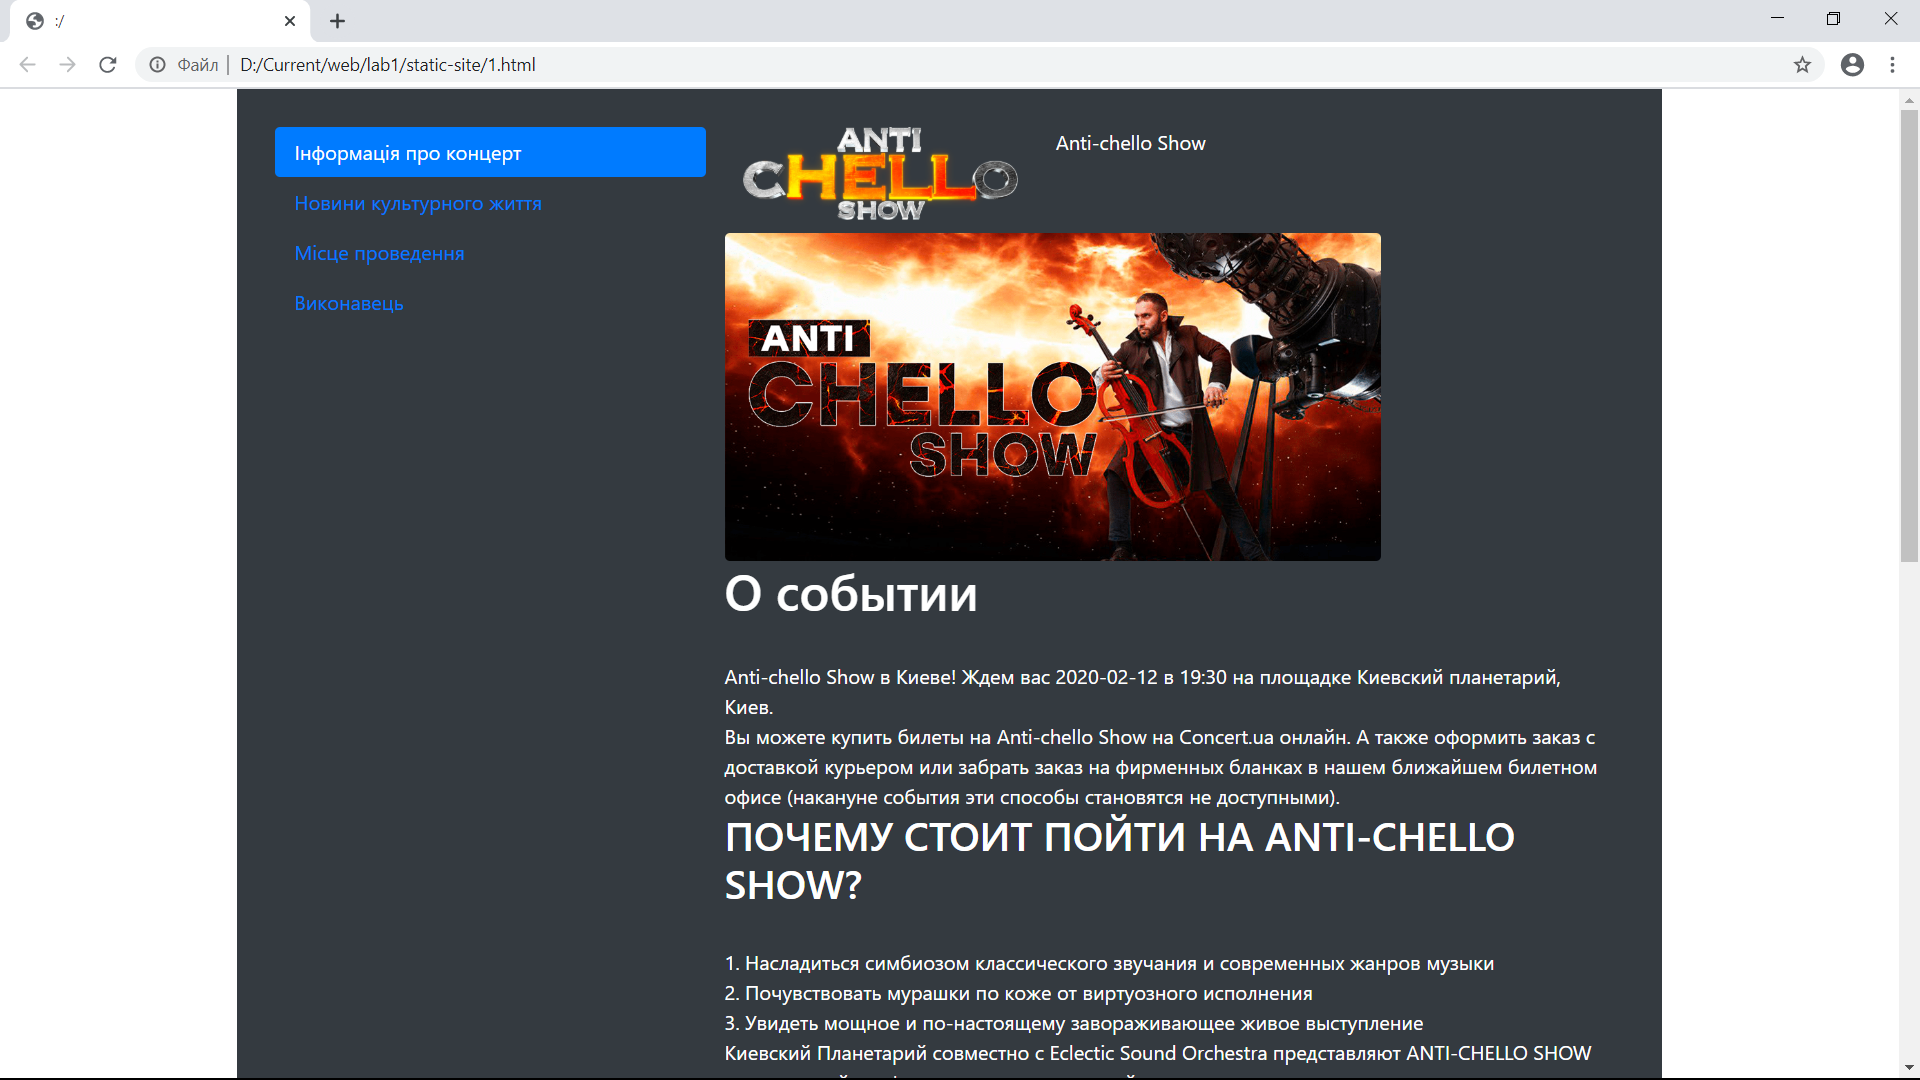 :/
Файл
D:/Current/web/lab1/static-site/1.html
Інформація про концерт
Новини культурного життя
Місце проведення
Виконавець
ANTI
CHELLO
SHOW
Anti-chello Show
ANTI
CHELLO
SHOW
О событии
Anti-chello Show в Киеве! Ждем вас 2020-02-12 в 19:30 на площадке Киевский планетарий,
Киев.
Вы можете купить билеты на Anti-chello Show на Concert.ua онлайн. А также оформить заказ с
доставкой курьером или забрать заказ на фирменных бланках в нашем ближайшем билетном
офисе (накануне события эти способы становятся не доступными).
ПОЧЕМУ СТОИТ ПОЙТИ НА ANTI-CHELLO
SHOW?
1. Насладиться симбиозом классического звучания и современных жанров музыки
2. Почувствовать мурашки по коже от виртуозного исполнения
3. Увидеть мощное и по-настоящему завораживающее живое выступление
Киевский Планетарий совместно с Eclectic Sound Orchestra представляют ANTI-CHELLO SHOW